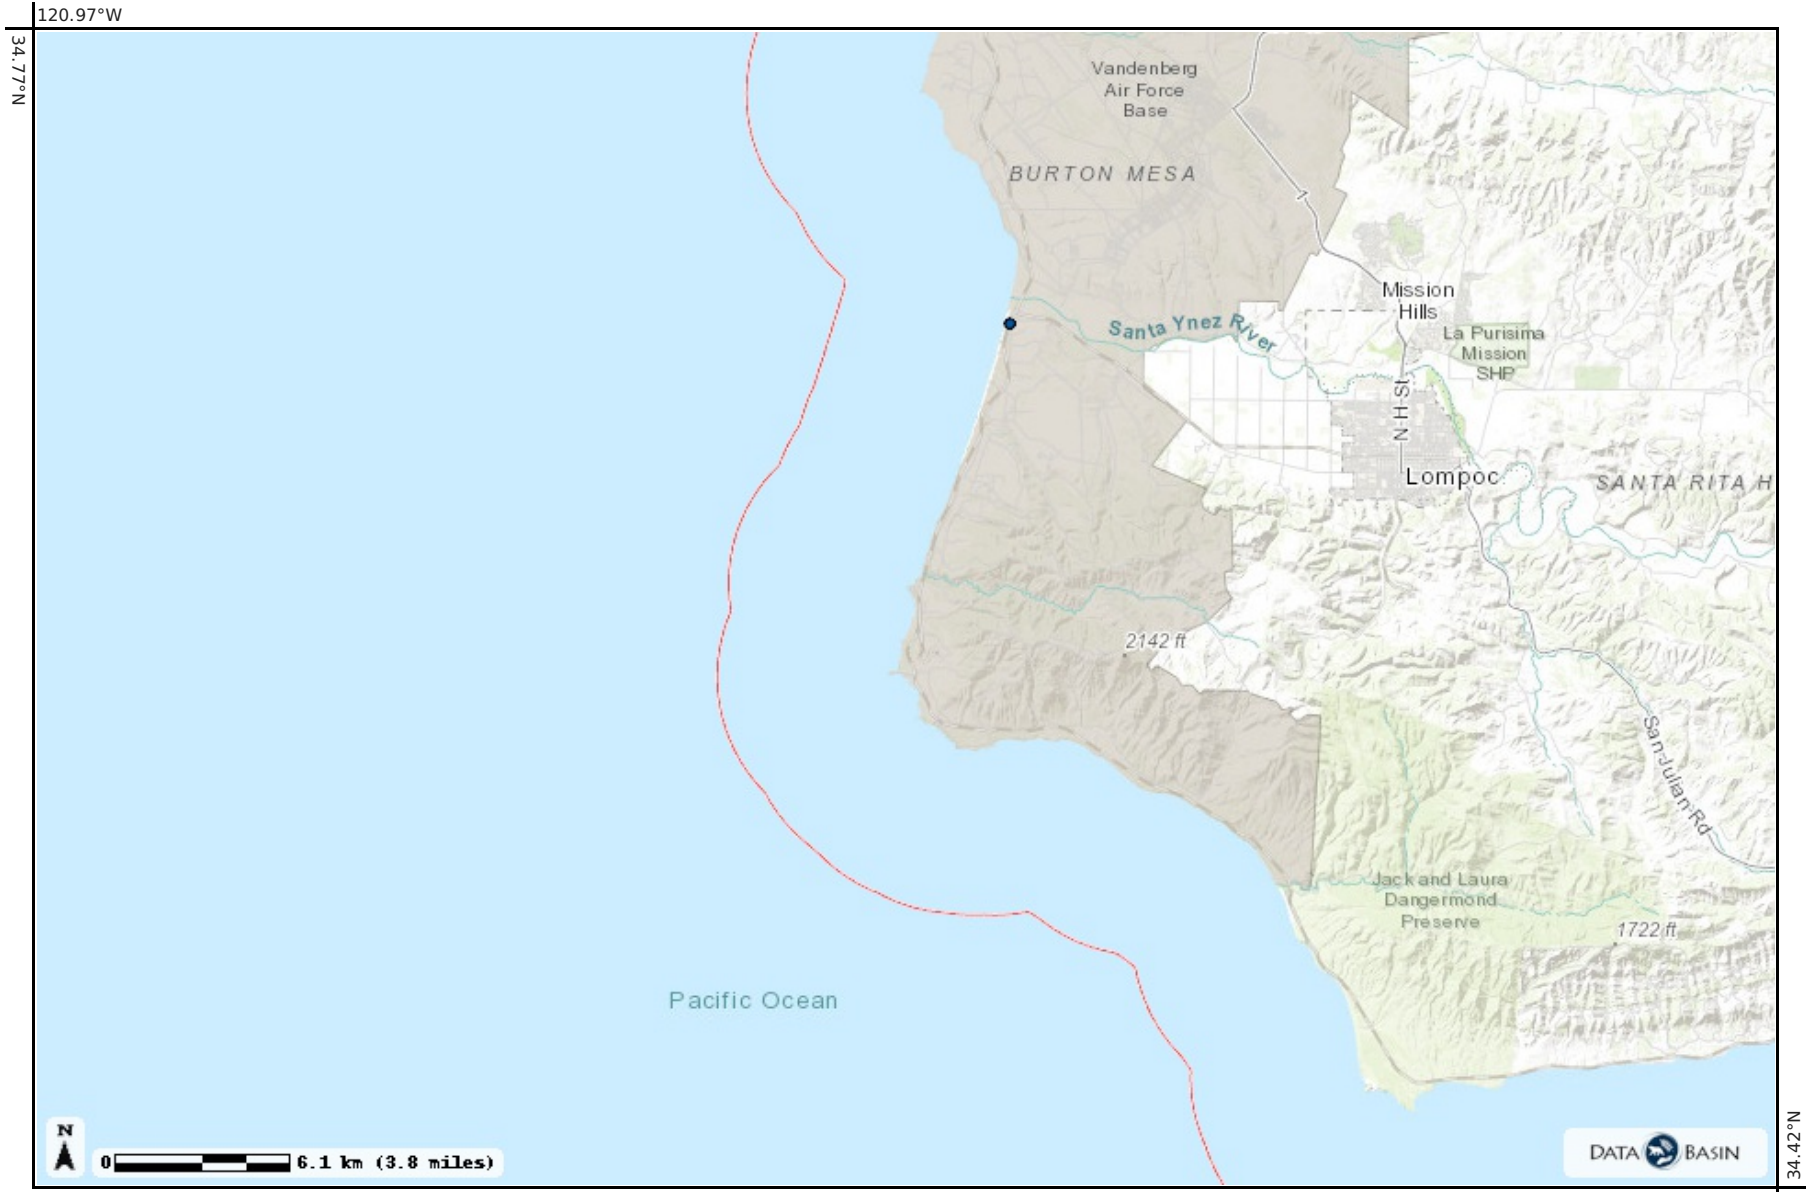 120.97°W
34.77°N
Vandenberg
Air Force
Base
BURTON MESA
1
Mission
Hills
Santa Ynez River
La Purisima
Mission
SHP
N H St
Lompoc
SANTA RITA H
2142 ft
San Julian Rd
Jack and Laura
Dangermond
Preserve
1722 ft
Pacific Ocean
N
0 6.1 km (3.8 miles)
DATA BASIN
34.42°N